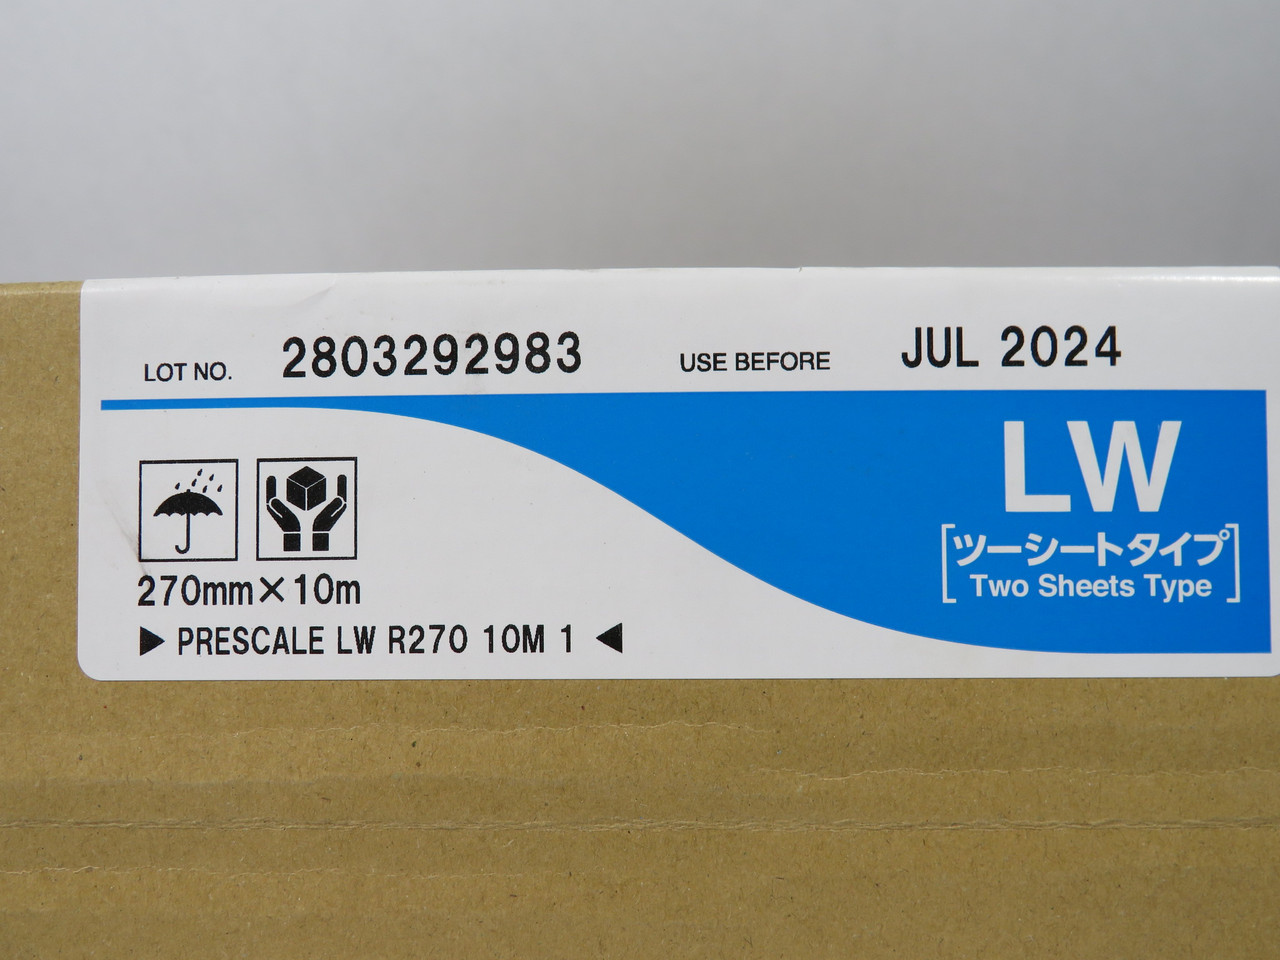 LOT NO. 2803292983 USE BEFORE JUL 2024
LW
[ツーシートタイプ
Two Sheets Type]
270mm×10m
▶ PRESCALE LW R270 10M 1 ◀